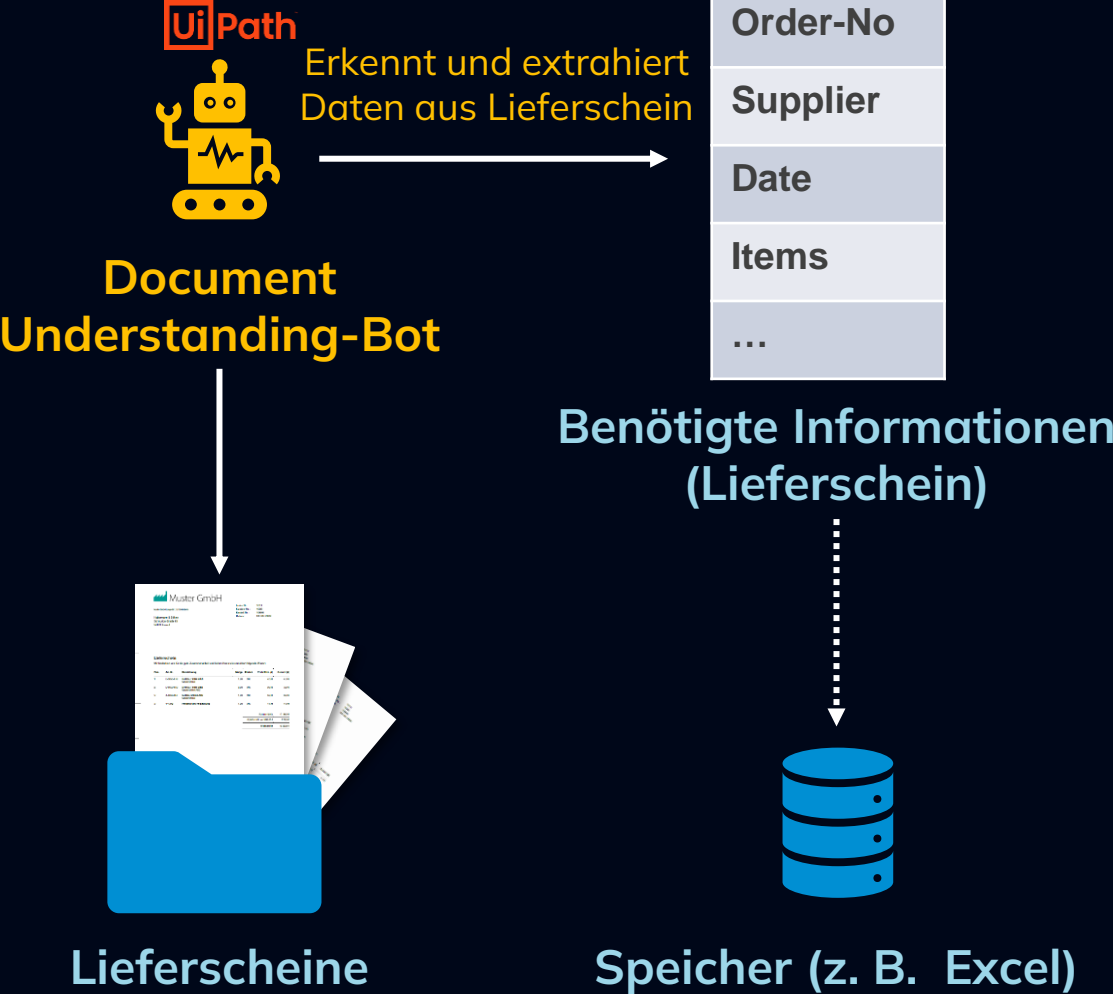 UiPath
Erkennt und extrahiert
Daten aus Lieferschein
Order-No
Supplier
Date
Items
…
Document
Understanding-Bot
Benötigte Informationen
(Lieferschein)
Muster GmbH
Lieferscheine
Speicher (z. B. Excel)